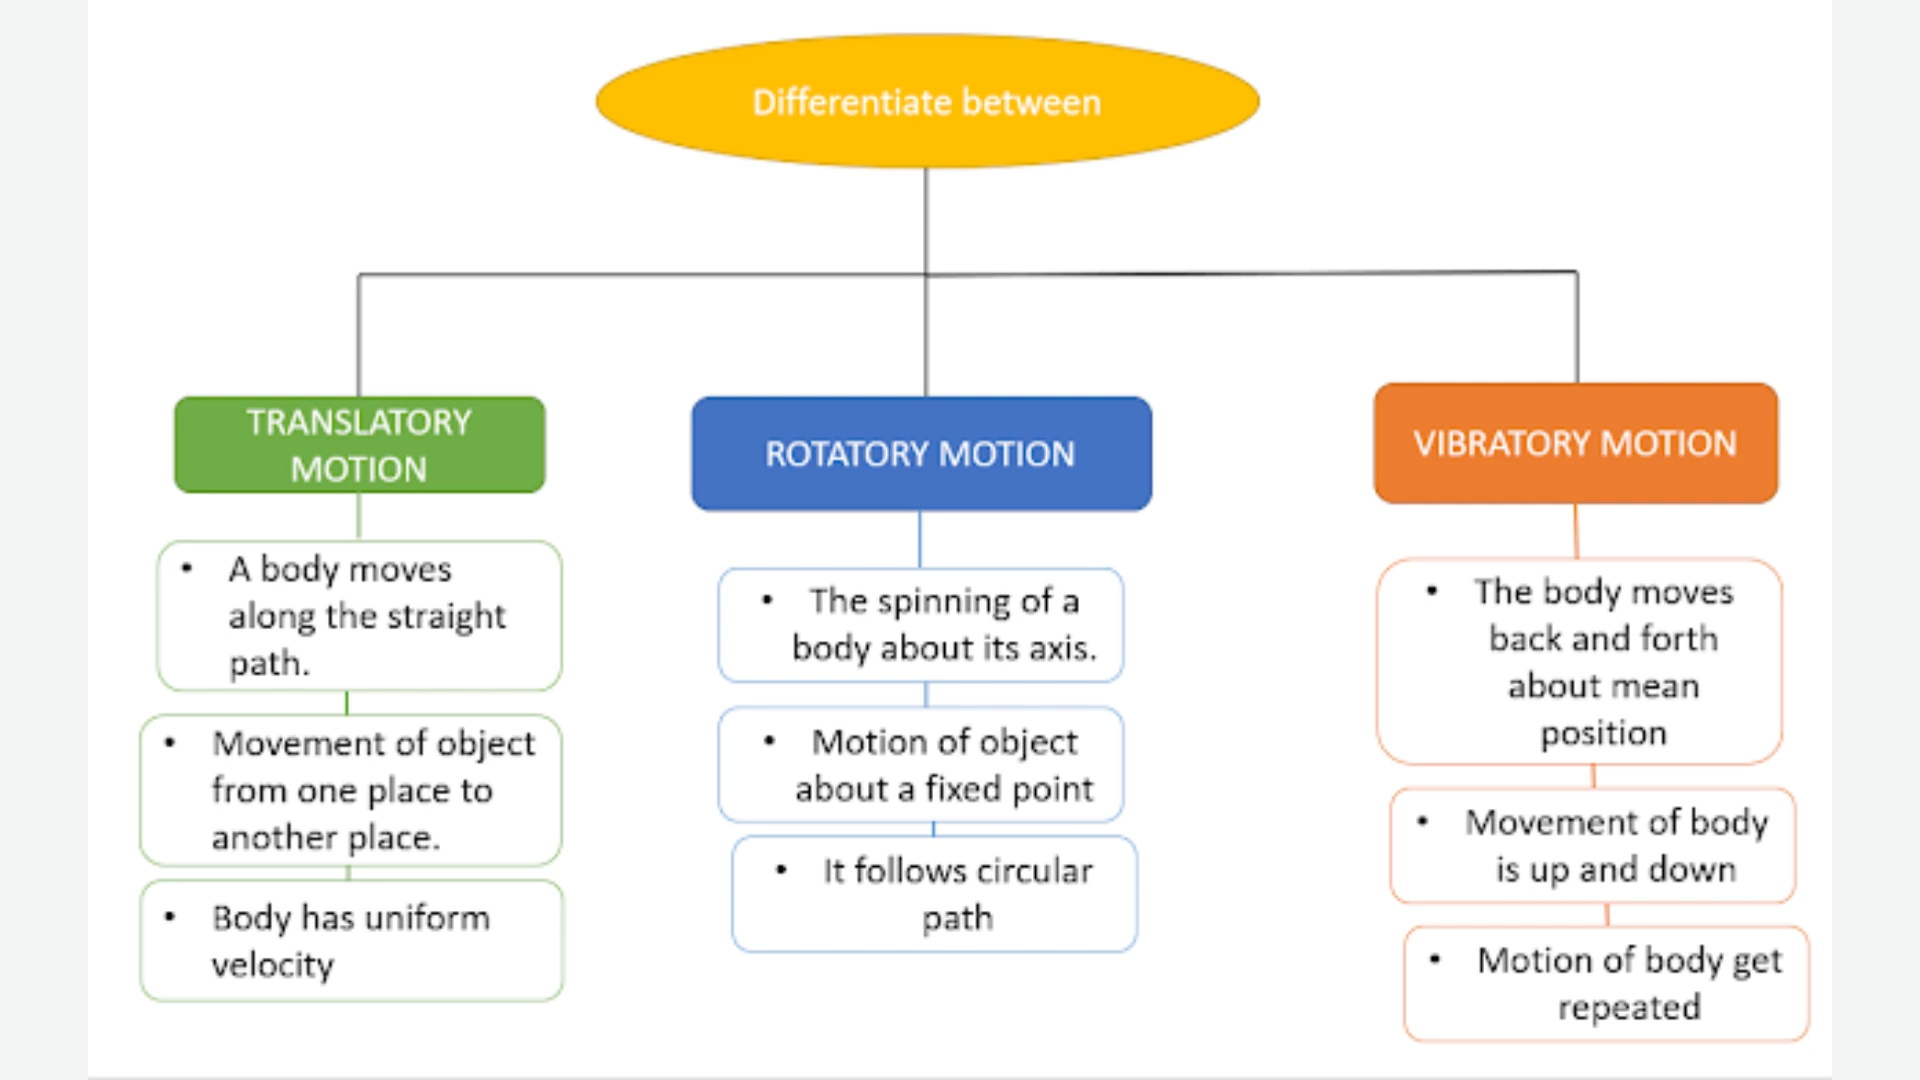 Differentiate between
TRANSLATORY
MOTION
• A body moves
along the straight
path.
• Movement of object
from one place to
another place.
• Body has uniform
velocity
ROTATORY MOTION
• The spinning of a
body about its axis.
• Motion of object
about a fixed point
• It follows circular
path
VIBRATORY MOTION
• The body moves
back and forth
about mean
position
• Movement of body
is up and down
• Motion of body get
repeated